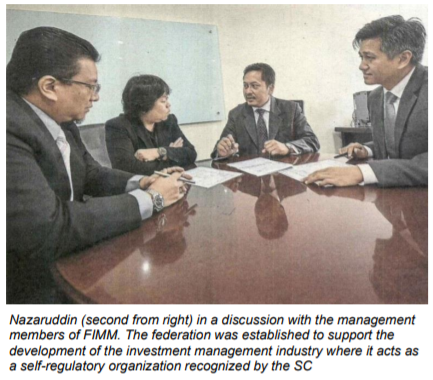 Nazaruddin (second from right) in a discussion with the management
members of FIMM. The federation was established to support the
development of the investment management industry where it acts as
a self-regulatory organization recognized by the SC